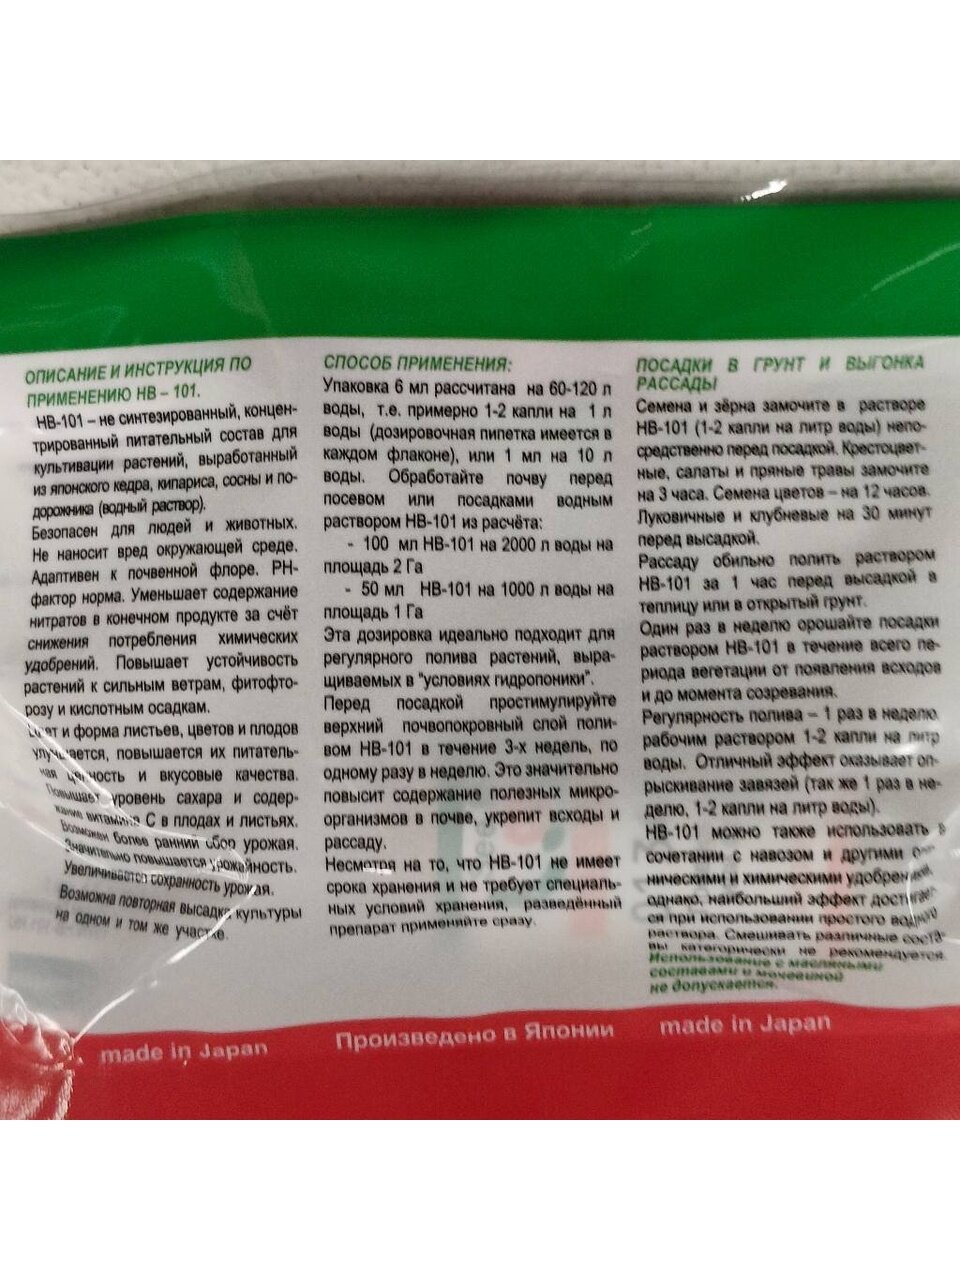 ОПИСАНИЕ И ИНСТРУКЦИЯ ПО
ПРИМЕНЕНИЮ НВ – 101.
НВ-101 – не синтезированный, концен-
трированный питательный состав для
культивации растений, выработанный
из японского кедра, кипариса, сосны и по-
дорожника (водный раствор).
Безопасен для людей и животных.
Не наносит вред окружающей среде.
Адаптивен к почвенной флоре. РН-
фактор норма. Уменьшает содержание
нитратов в конечном продукте за счёт
снижения потребления химических
удобрений. Повышает устойчивость
растений к сильным ветрам, фитофто-
розу и кислотным осадкам.
Цвет и форма листьев, цветов и плодов
улучшается, повышается их питатель-
ная ценность и вкусовые качества.
Повышает уровень сахара и содер-
жание витамина С в плодах и листьях.
Возможен более ранний сбор урожая.
Значительно повышается урожайность.
Увеличивается сохранность урожая.
Возможна повторная высадка культуры
на одном и том же участке.
СПОСОБ ПРИМЕНЕНИЯ:
Упаковка 6 мл рассчитана на 60-120 л
воды, т.е. примерно 1-2 капли на 1 л
воды (дозировочная пипетка имеется в
каждом флаконе), или 1 мл на 10 л
воды. Обработайте почву перед
посевом или посадками водным
раствором НВ-101 из расчёта:
- 100 мл НВ-101 на 2000 л воды на
площадь 2 Га
- 50 мл НВ-101 на 1000 л воды на
площадь 1 Га
Эта дозировка идеально подходит для
регулярного полива растений, выра-
щиваемых в "условиях гидропоники".
Перед посадкой простимулируйте
верхний почвопокровный слой поли-
вом НВ-101 в течение 3-х недель, по
одному разу в неделю. Это значительно
повысит содержание полезных микро-
организмов в почве, укрепит всходы и
рассаду.
Несмотря на то, что НВ-101 не имеет
срока хранения и не требует специаль-
ных условий хранения, разведённый
препарат применяйте сразу.
ПОСАДКИ В ГРУНТ И ВЫГОНКА
РАССАДЫ
Семена и зёрна замочите в растворе
НВ-101 (1-2 капли на литр воды) непо-
средственно перед посадкой. Крестоцвет-
ные, салаты и пряные травы замочите
на 3 часа. Семена цветов – на 12 часов.
Луковичные и клубневые на 30 минут
перед высадкой.
Рассаду обильно полить раствором
НВ-101 за 1 час перед высадкой в
теплицу или в открытый грунт.
Один раз в неделю орошайте посадки
раствором НВ-101 в течение всего пе-
риода вегетации от появления всходов
и до момента созревания.
Регулярность полива – 1 раз в неделю
рабочим раствором 1-2 капли на литр
воды. Отличный эффект оказывает оп-
рыскивание завязей (так же 1 раз в не-
делю, 1-2 капли на литр воды).
НВ-101 можно также использовать в
сочетании с навозом и другими
ническими и химическими удобрений,
однако, наибольший эффект достигает-
ся при использовании простого водного
раствора. Смешивать различные соста-
вы категорически не рекомендуется.
Использование с масляными
составами и мочевиной
не допускается.
made in Japan
Произведено в Японии
made in Japan